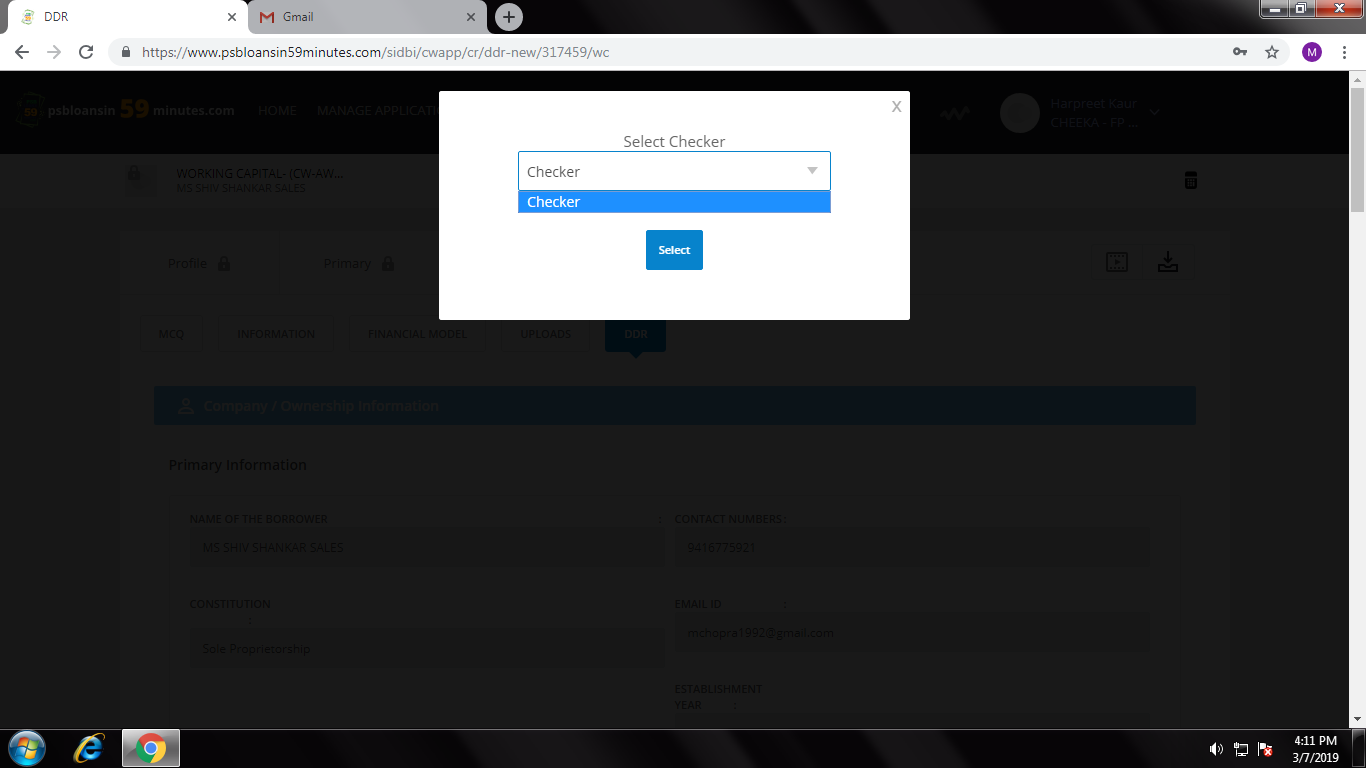 DDR
Gmail
https://www.psbloansin59minutes.com/sidbi/cwapp/cr/ddr-new/317459/wc
M
psbloansin 59 minutes.com
HOME
MANAGE APPLICATI
Harpreet Kaur
CHEEKA - FP ...
X
Select Checker
Checker
Checker
Select
WORKING CAPITAL- (CW-AW...
MS SHIV SHANKAR SALES
Profile
Primary
MCQ
INFORMATION
FINANCIAL MODEL
UPLOADS
DDR
Company / Ownership Information
Primary Information
NAME OF THE BORROWER :
MS SHIV SHANKAR SALES
CONTACT NUMBERS :
9416775921
CONSTITUTION
:
Sole Proprietorship
EMAIL ID :
mchopra1992@gmail.com
ESTABLISHMENT
YEAR :
4:11 PM
3/7/2019